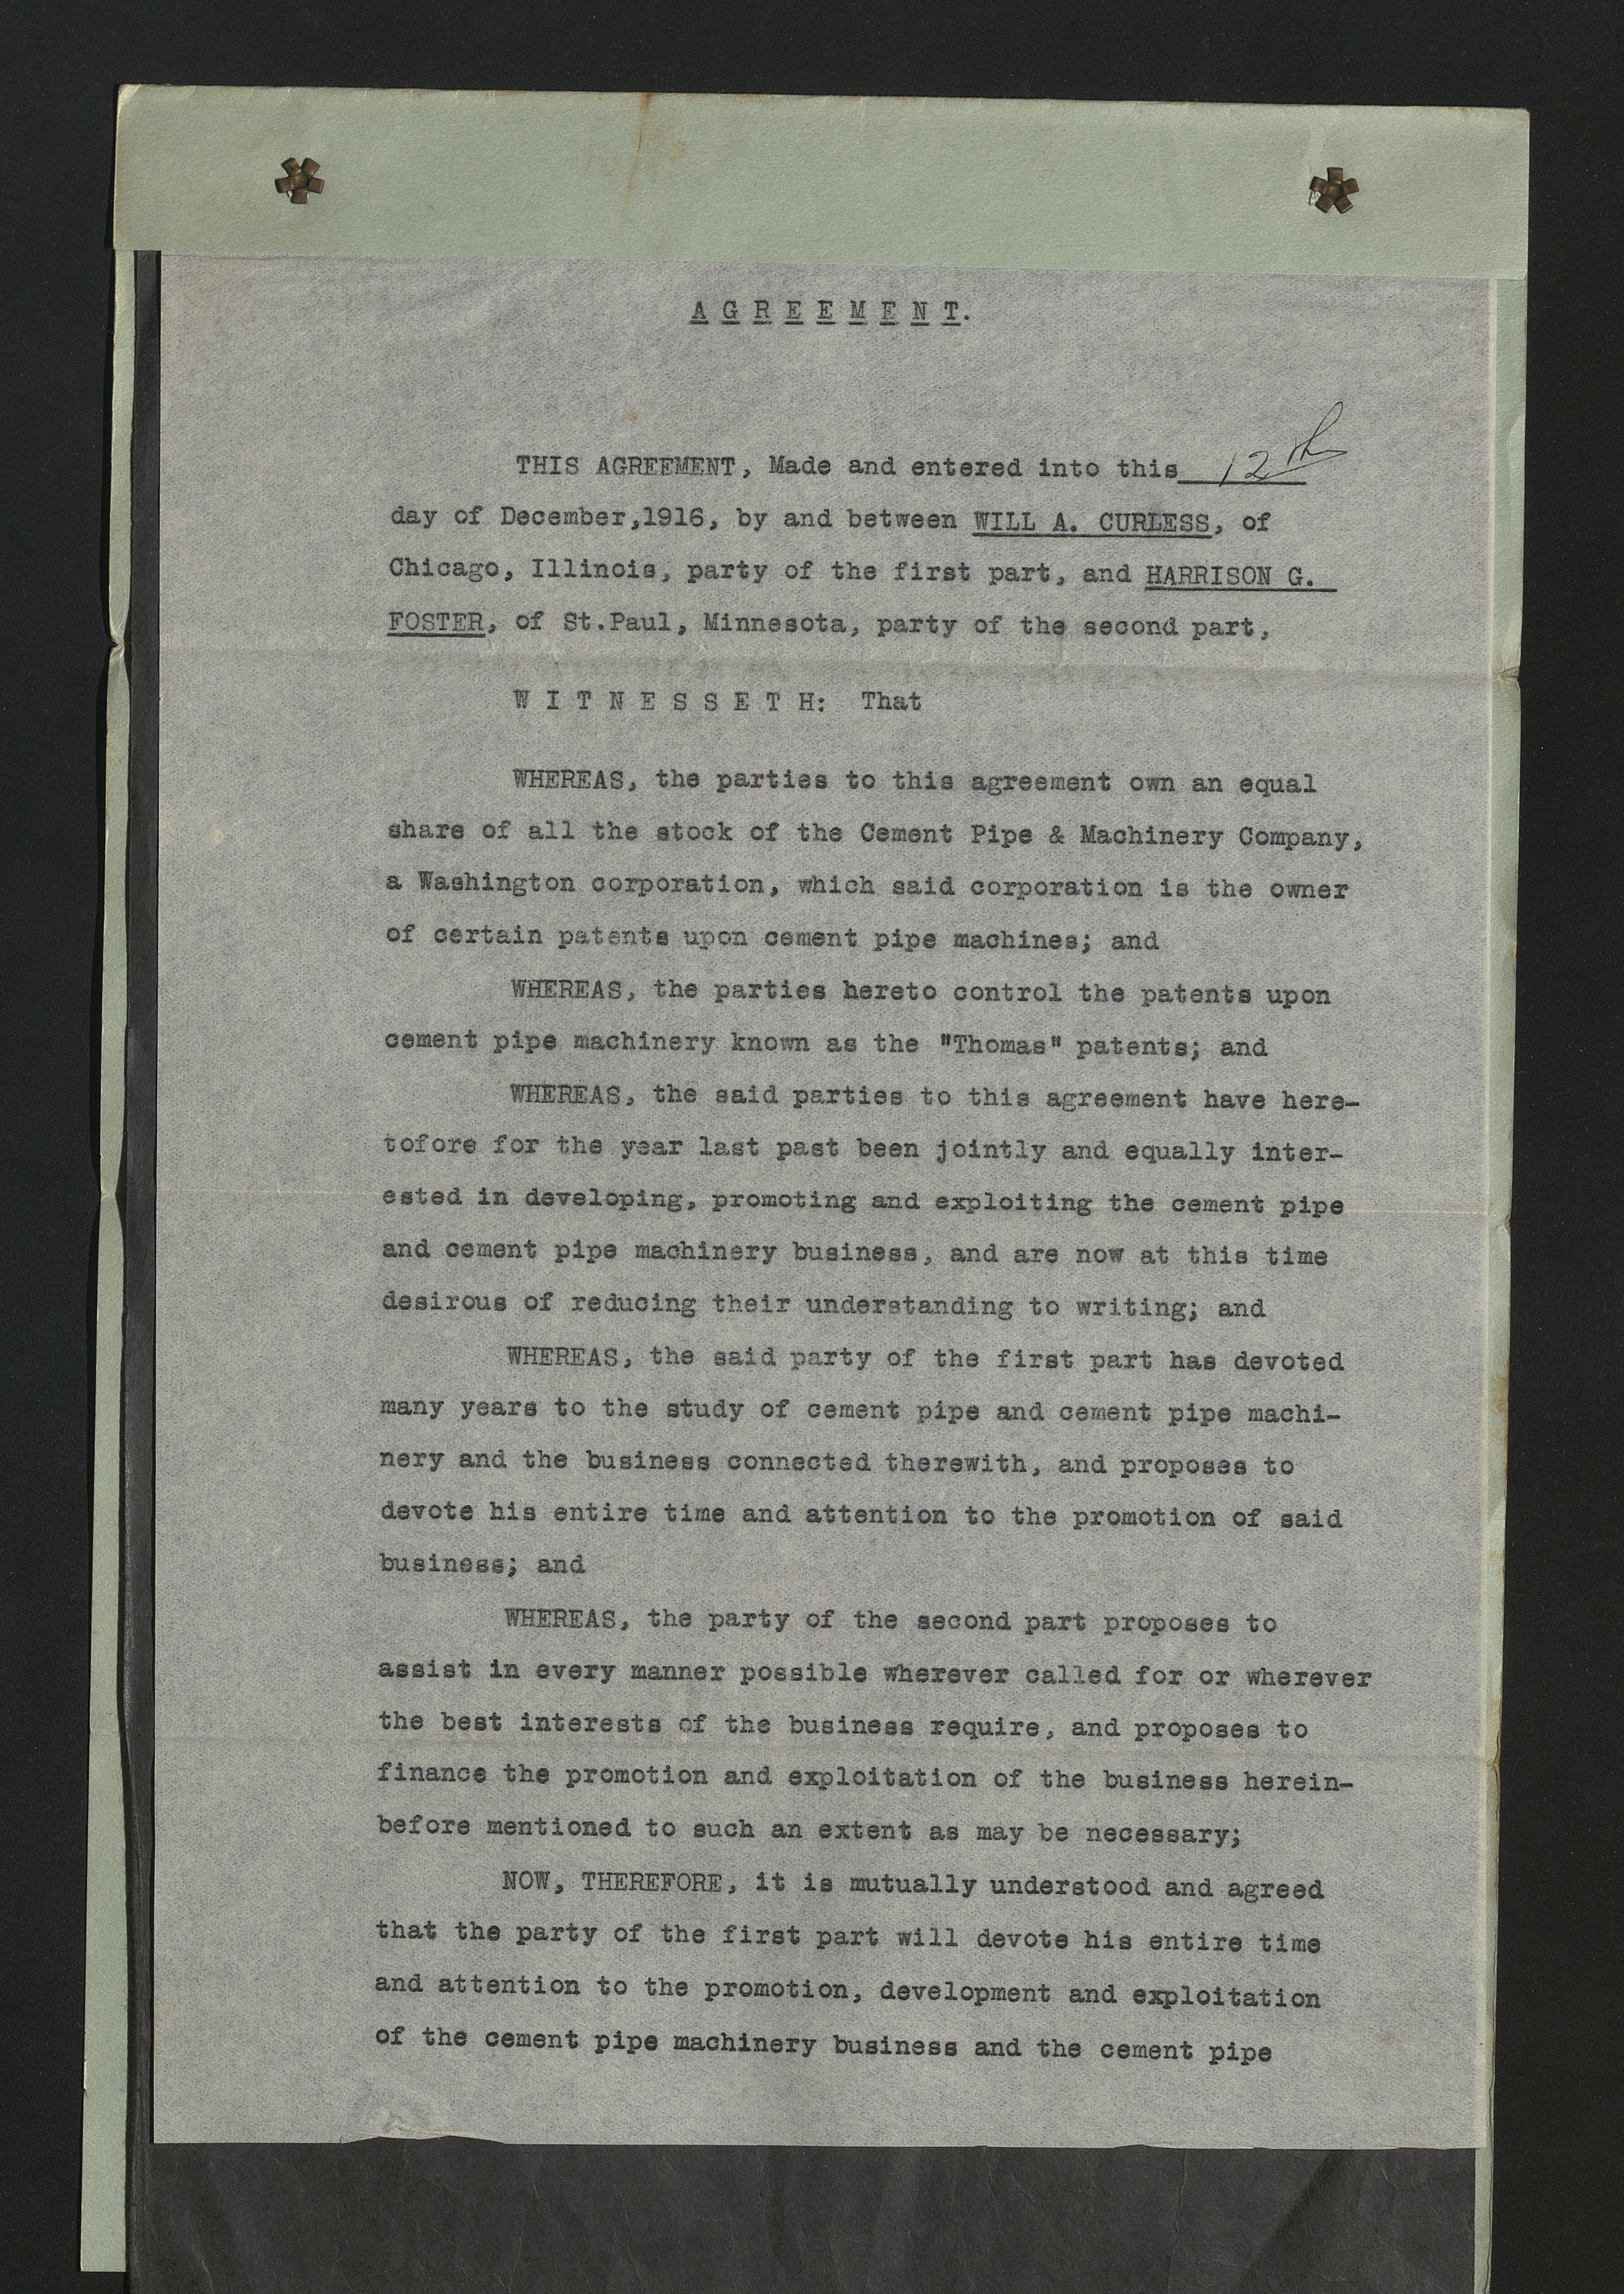 A G R E E M E N T.
THIS AGREEMENT, Made and entered into this 12th
day of December,1916, by and between WILL A. CURLESS, of
Chicago, Illinois, party of the first part, and HARRISON G.
FOSTER, of St.Paul, Minnesota, party of the second part,
W I T N E S S E T H: That
WHEREAS, the parties to this agreement own an equal
share of all the stock of the Cement Pipe & Machinery Company,
a Washington corporation, which said corporation is the owner
of certain patents upon cement pipe machines; and
WHEREAS, the parties hereto control the patents upon
cement pipe machinery known as the "Thomas" patents; and
WHEREAS, the said parties to this agreement have here-
tofore for the year last past been jointly and equally inter-
ested in developing, promoting and exploiting the cement pipe
and cement pipe machinery business, and are now at this time
desirous of reducing their understanding to writing; and
WHEREAS, the said party of the first part has devoted
many years to the study of cement pipe and cement pipe machi-
nery and the business connected therewith, and proposes to
devote his entire time and attention to the promotion of said
business; and
WHEREAS, the party of the second part proposes to
assist in every manner possible wherever called for or wherever
the best interests of the business require, and proposes to
finance the promotion and exploitation of the business herein-
before mentioned to such an extent as may be necessary;
NOW, THEREFORE, it is mutually understood and agreed
that the party of the first part will devote his entire time
and attention to the promotion, development and exploitation
of the cement pipe machinery business and the cement pipe